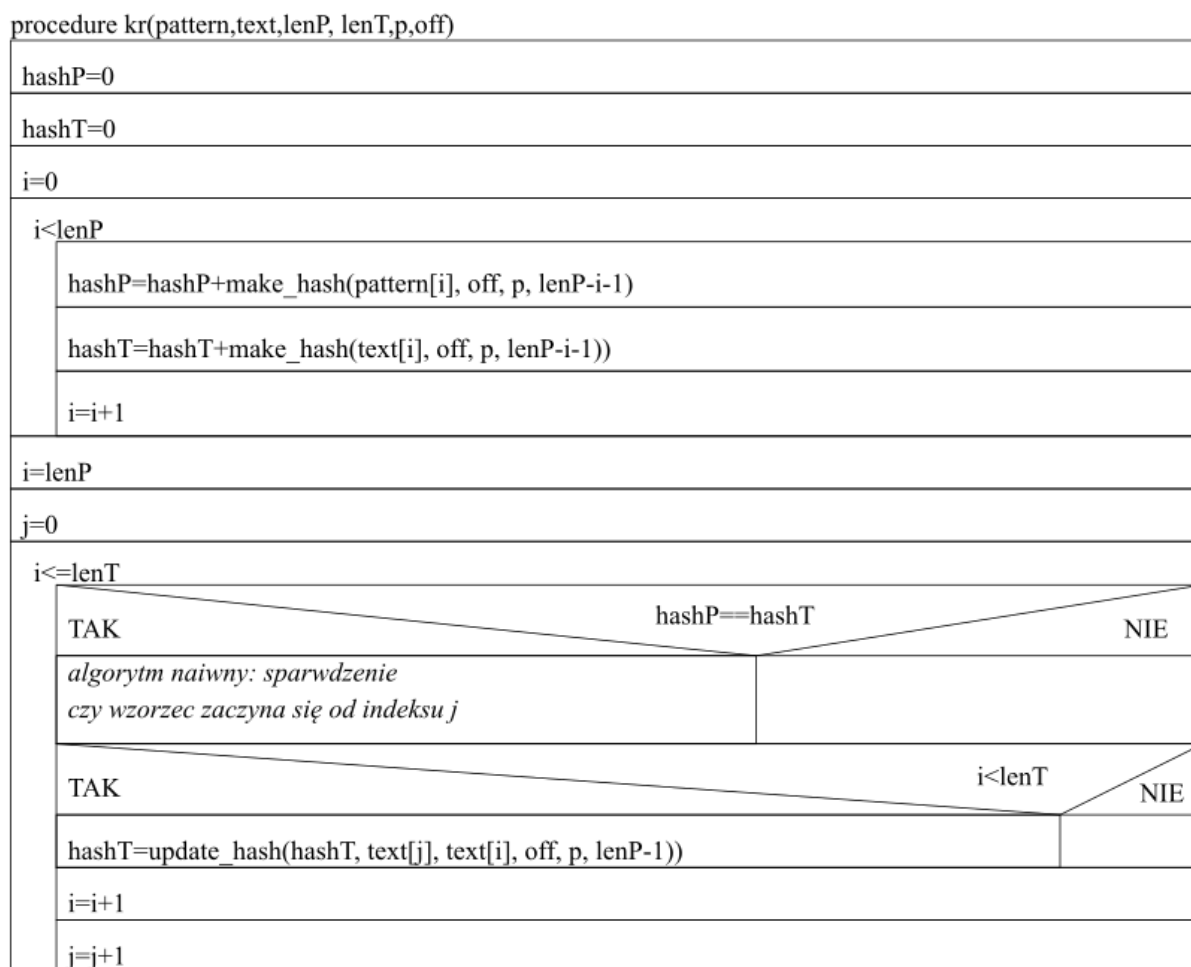 procedure kr(pattern,text,lenP, lenT,p,off)
hashP=0
hashT=0
i=0
i<lenP
hashP=hashP+make_hash(pattern[i], off, p, lenP-i-1)
hashT=hashT+make_hash(text[i], off, p, lenP-i-1))
i=i+1
i=lenP
j=0
i<=lenT
hashP==hashT
TAK
NIE
algorytm naiwny: sparwdzenie
czy wzorzec zaczyna się od indeksu j
i<lenT
TAK
NIE
hashT=update_hash(hashT, text[j], text[i], off, p, lenP-1))
i=i+1
j=j+1